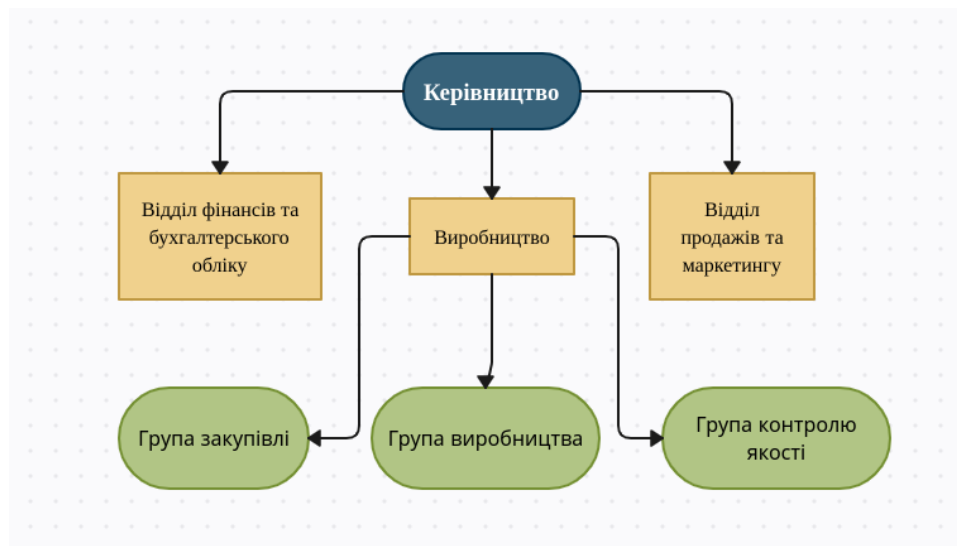 Керівництво
Відділ фінансів та
бухгалтерського
обліку
Виробництво
Відділ
продажів та
маркетингу
Група закупівлі
Група виробництва
Група контролю
якості